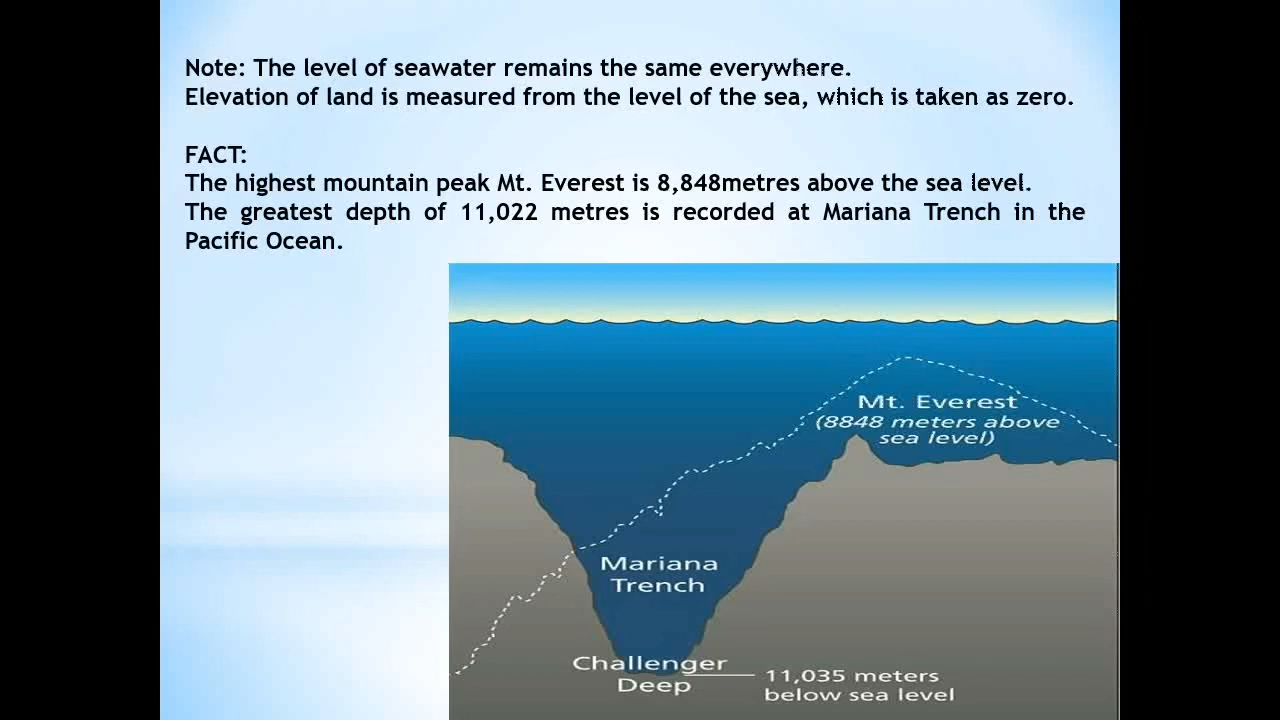 Note: The level of seawater remains the same everywhere.
Elevation of land is measured from the level of the sea, which is taken as zero.
FACT:
The highest mountain peak Mt. Everest is 8,848metres above the sea level.
The greatest depth of 11,022 metres is recorded at Mariana Trench in the
Pacific Ocean.
Mt. Everest
(8848 meters above
sea level)
Mariana
Trench
Challenger
Deep
11,035 meters
below sea level